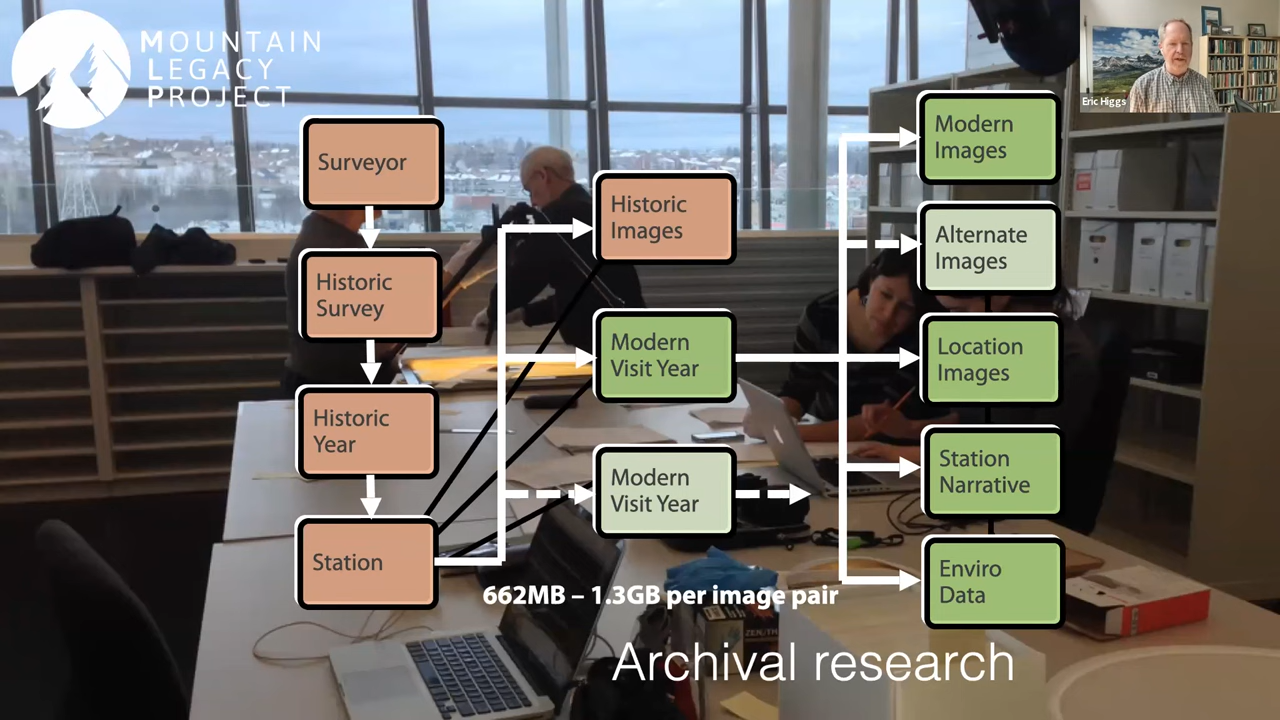 MOUNTAIN
LEGACY
PROJECT
Eric Higgs
Surveyor
Historic
Survey
Historic
Year
Station
Historic
Images
Modern
Visit Year
Modern
Visit Year
Modern
Images
Alternate
Images
Location
Images
Station
Narrative
Enviro
Data
662MB – 1.3GB per image pair
Archival research